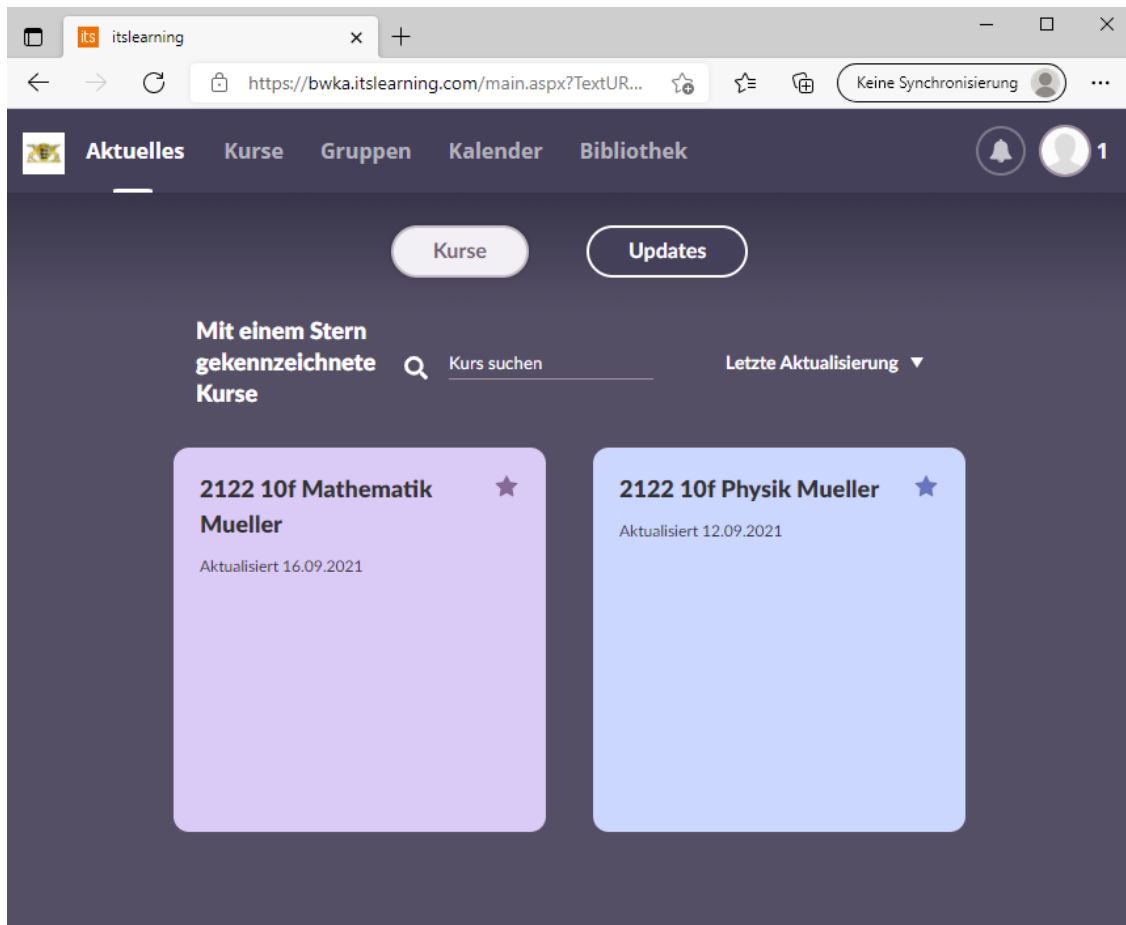 its itslearning
https://bwka.itslearning.com/main.aspx?TextUR...
Keine Synchronisierung
Aktuelles Kurse Gruppen Kalender Bibliothek 1
Kurse Updates
Mit einem Stern
gekennzeichnete
Kurse
Kurs suchen
Letzte Aktualisierung
2122 10f Mathematik
Mueller
Aktualisiert 16.09.2021
2122 10f Physik Mueller
Aktualisiert 12.09.2021